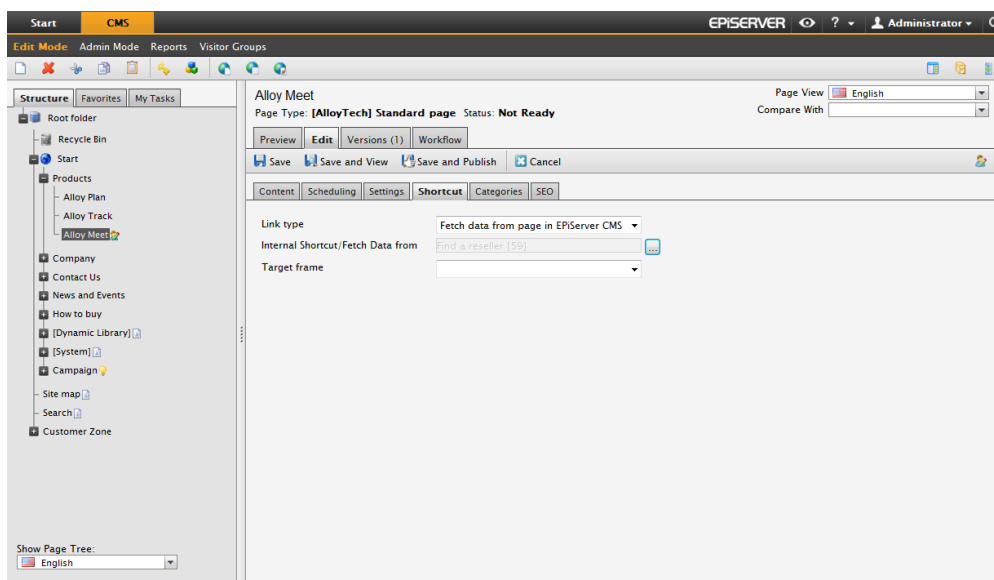 Start CMS EPiSERVER ? Administrator
Edit Mode Admin Mode Reports Visitor Groups
Structure Favorites My Tasks
Root folder
Recycle Bin
Start
Products
Alloy Plan
Alloy Track
Alloy Meet
Company
Contact Us
News and Events
How to buy
[Dynamic Library]
[System]
Campaign
Site map
Search
Customer Zone
Show Page Tree:
English
Alloy Meet
Page Type: [AlloyTech] Standard page Status: Not Ready
Page View English
Compare With
Preview Edit Versions (1) Workflow
Save Save and View Save and Publish Cancel
Content Scheduling Settings Shortcut Categories SEO
Link type Fetch data from page in EPiServer CMS
Internal Shortcut/Fetch Data from Find a reseller [59] ...
Target frame